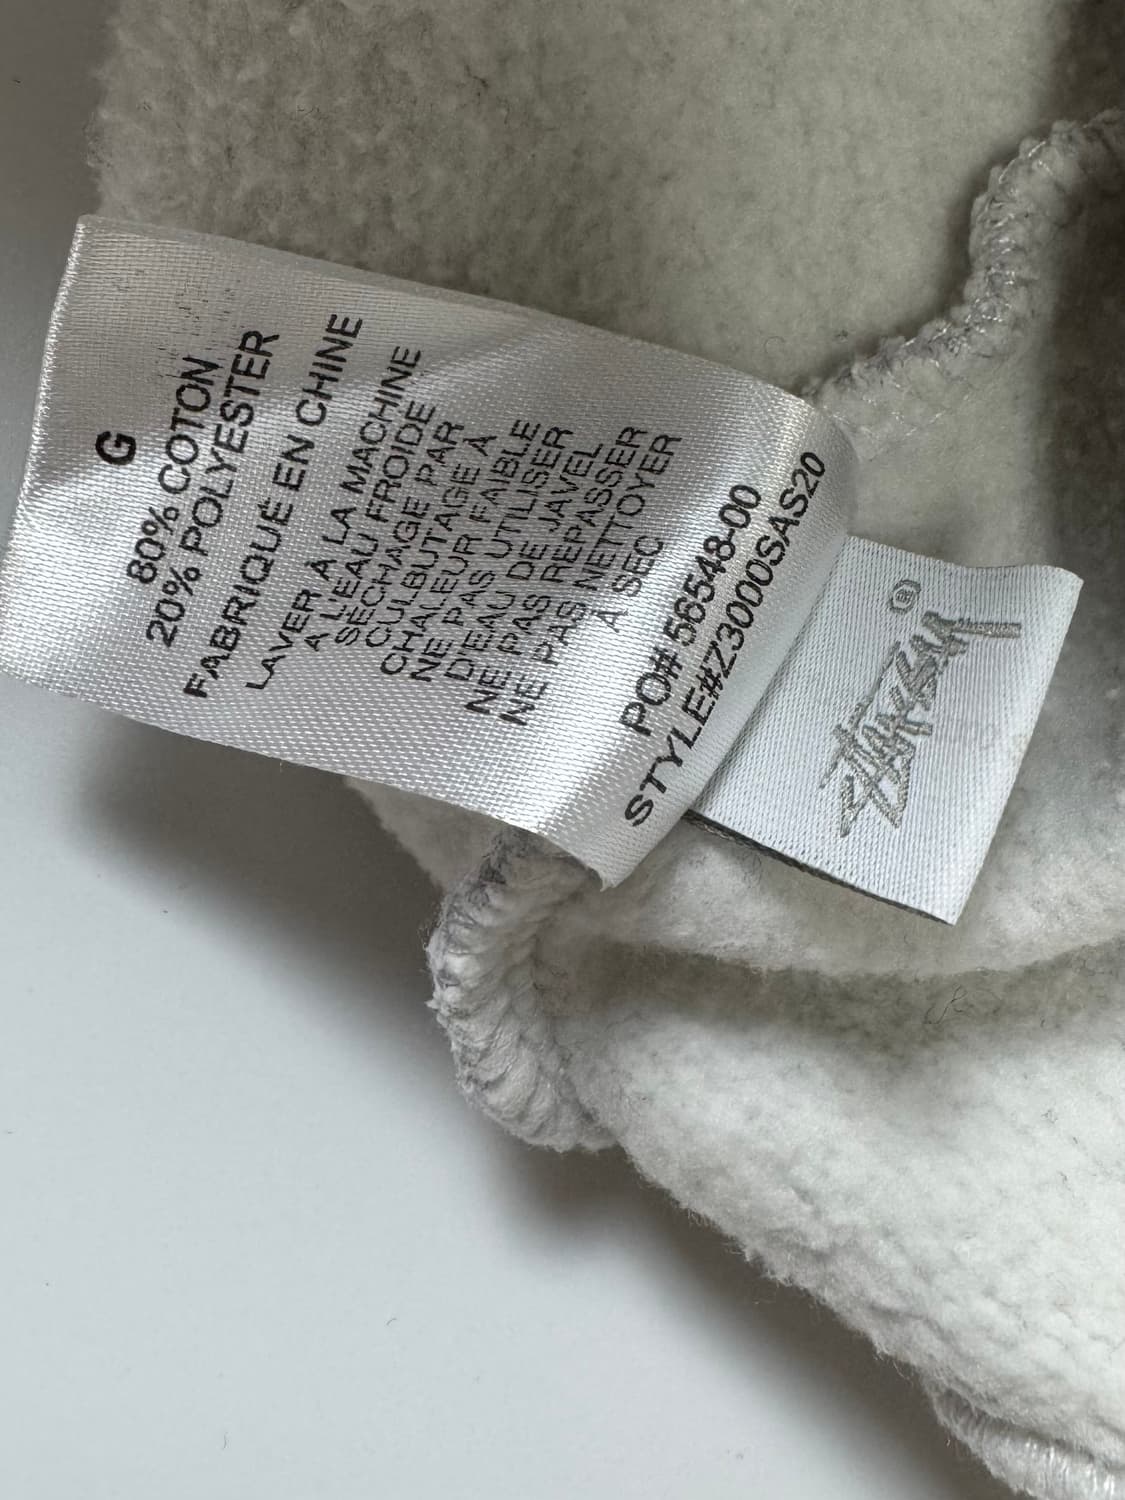 G
80% COTON
20% POLYESTER
FABRIQUÉ EN CHINE
LAVER À LA MACHINE
À L'EAU FROIDE
SÉCHAGE PAR
CULBUTAGE À
CHALEUR FAIBLE
NE PAS UTILISER
D'EAU DE JAVEL
NE PAS REPASSER
NE PAS NETTOYER
À SEC
PO# 56548-00
STYLE#Z3000SAS20
STÜSSY ®